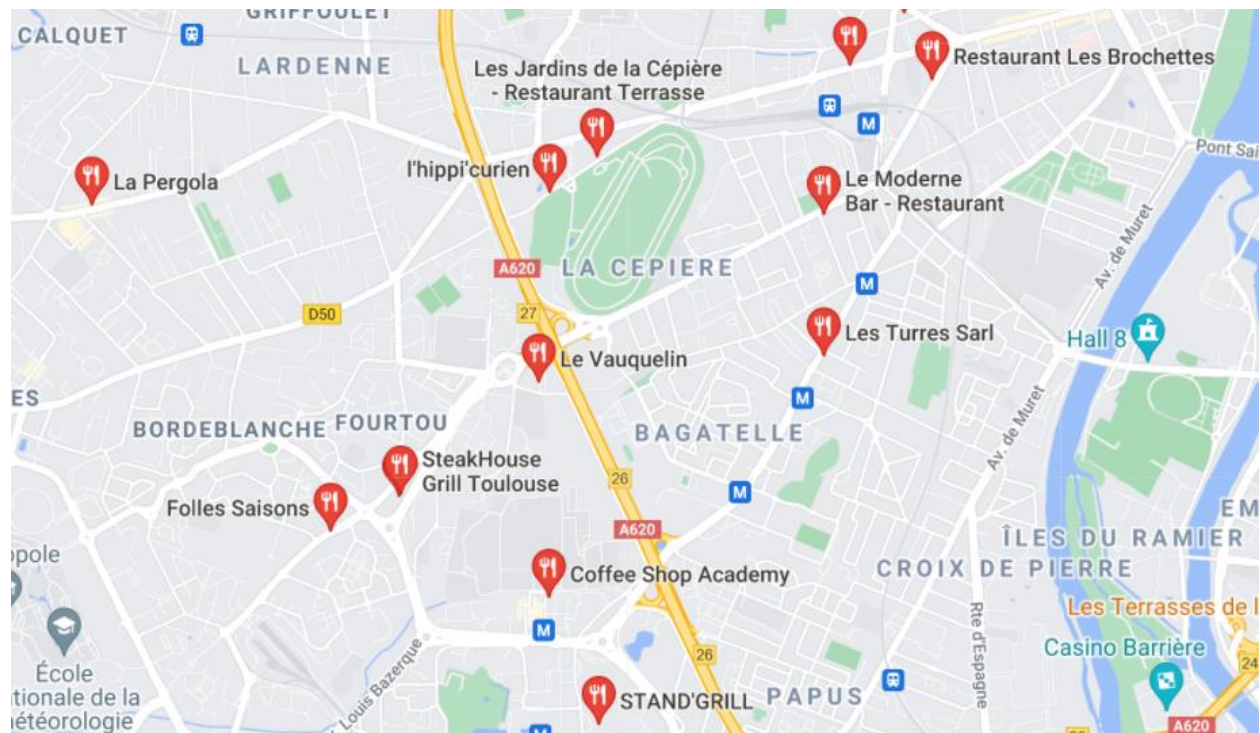 GRIFFOULET
CALQUET
LARDENNE
Les Jardins de la Cépière
- Restaurant Terrasse
Restaurant Les Brochettes
M
Pont Sai
La Pergola
l'hippi'curien
Le Moderne
Bar - Restaurant
Av. de Muret
A620
LA CEPIERE
M
D50
27
Les Turres Sarl
Hall 8
Le Vauquelin
ES
M
BORDEBLANCHE
FOURTOU
BAGATELLE
Av. de Muret
SteakHouse
Grill Toulouse
26
M
Folles Saisons
EM
A620
ÎLES DU RAMIER
opole
Coffee Shop Academy
CROIX DE PIERRE
Les Terrasses de l
M
Rte d'Espagne
École
tionale de la
météorologie
Louis Bazerque
26
Casino Barrière
24
STAND'GRILL
PAPUS
M
A620